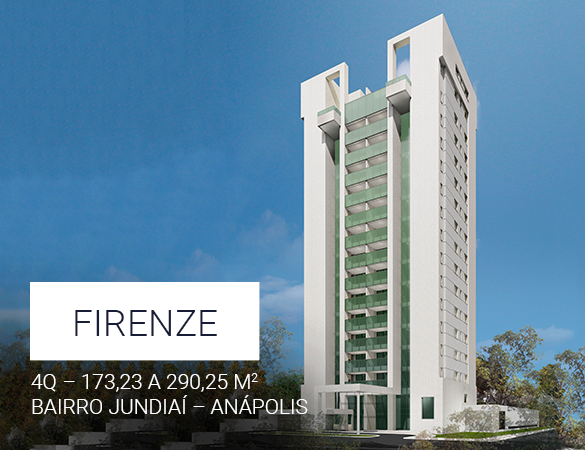 FIRENZE
4Q – 173,23 A 290,25 M²
BAIRRO JUNDIAÍ – ANÁPOLIS